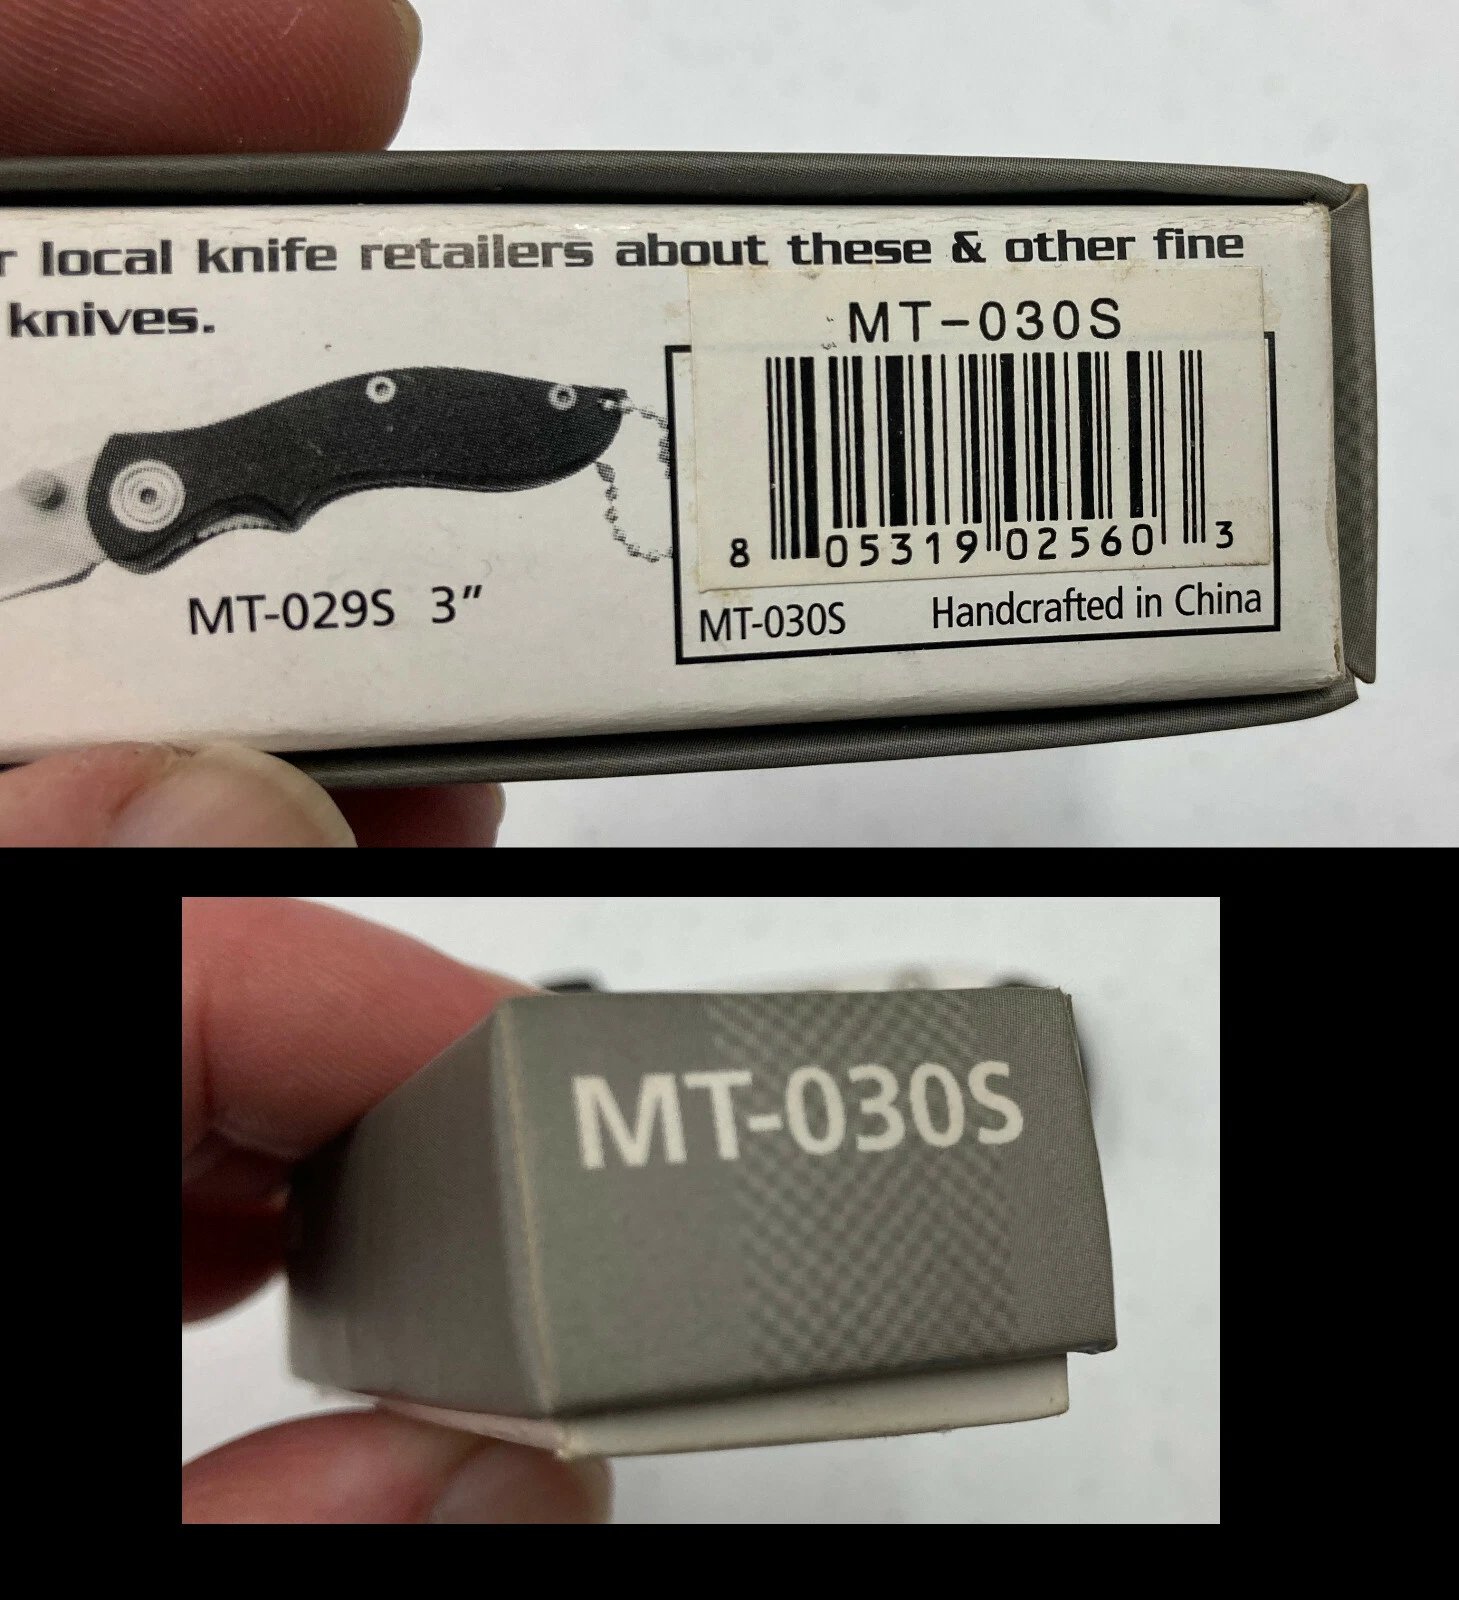 r local knife retailers about these & other fine
knives.
MT-030S
8 05319 02560 3
MT-029S 3"
MT-030S Handcrafted in China
MT-030S